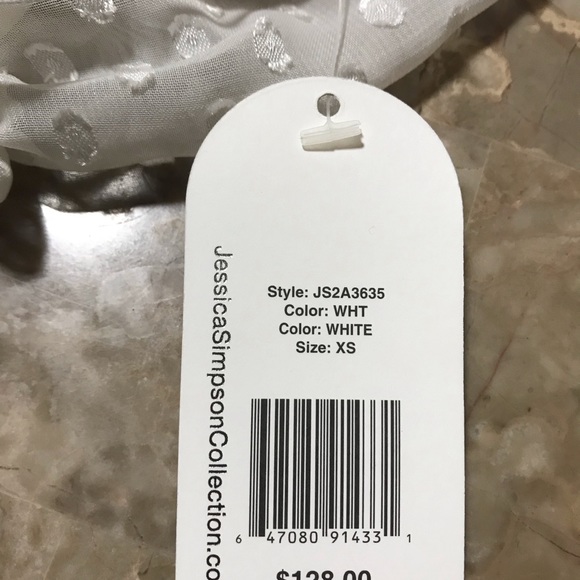 JessicaSimpsonCollection.co
Style: JS2A3635
Color: WHT
Color: WHITE
Size: XS
6 47080 91433 1
$128.00